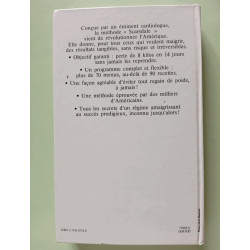 Conçue par un éminent cardiologue,
la méthode « Scarsdale »
vient de révolutionner l'Amérique.
Elle donne, pour tous ceux qui veulent maigrir,
des résultats tangibles, sans risque et irréversibles.
• Objectif garanti : perte de 8 kilos en 14 jours
sans jamais les reprendre.
• Un programme complet et flexible :
plus de 70 menus, au-delà de 90 recettes.
• Une façon agréable d'éviter tout regain de poids,
à jamais!
• Une méthode éprouvée par des milliers
d'Américains.
• Tous les secrets d'un régime amaigrissant
au succès prodigieux, inconnu jusqu'alors!